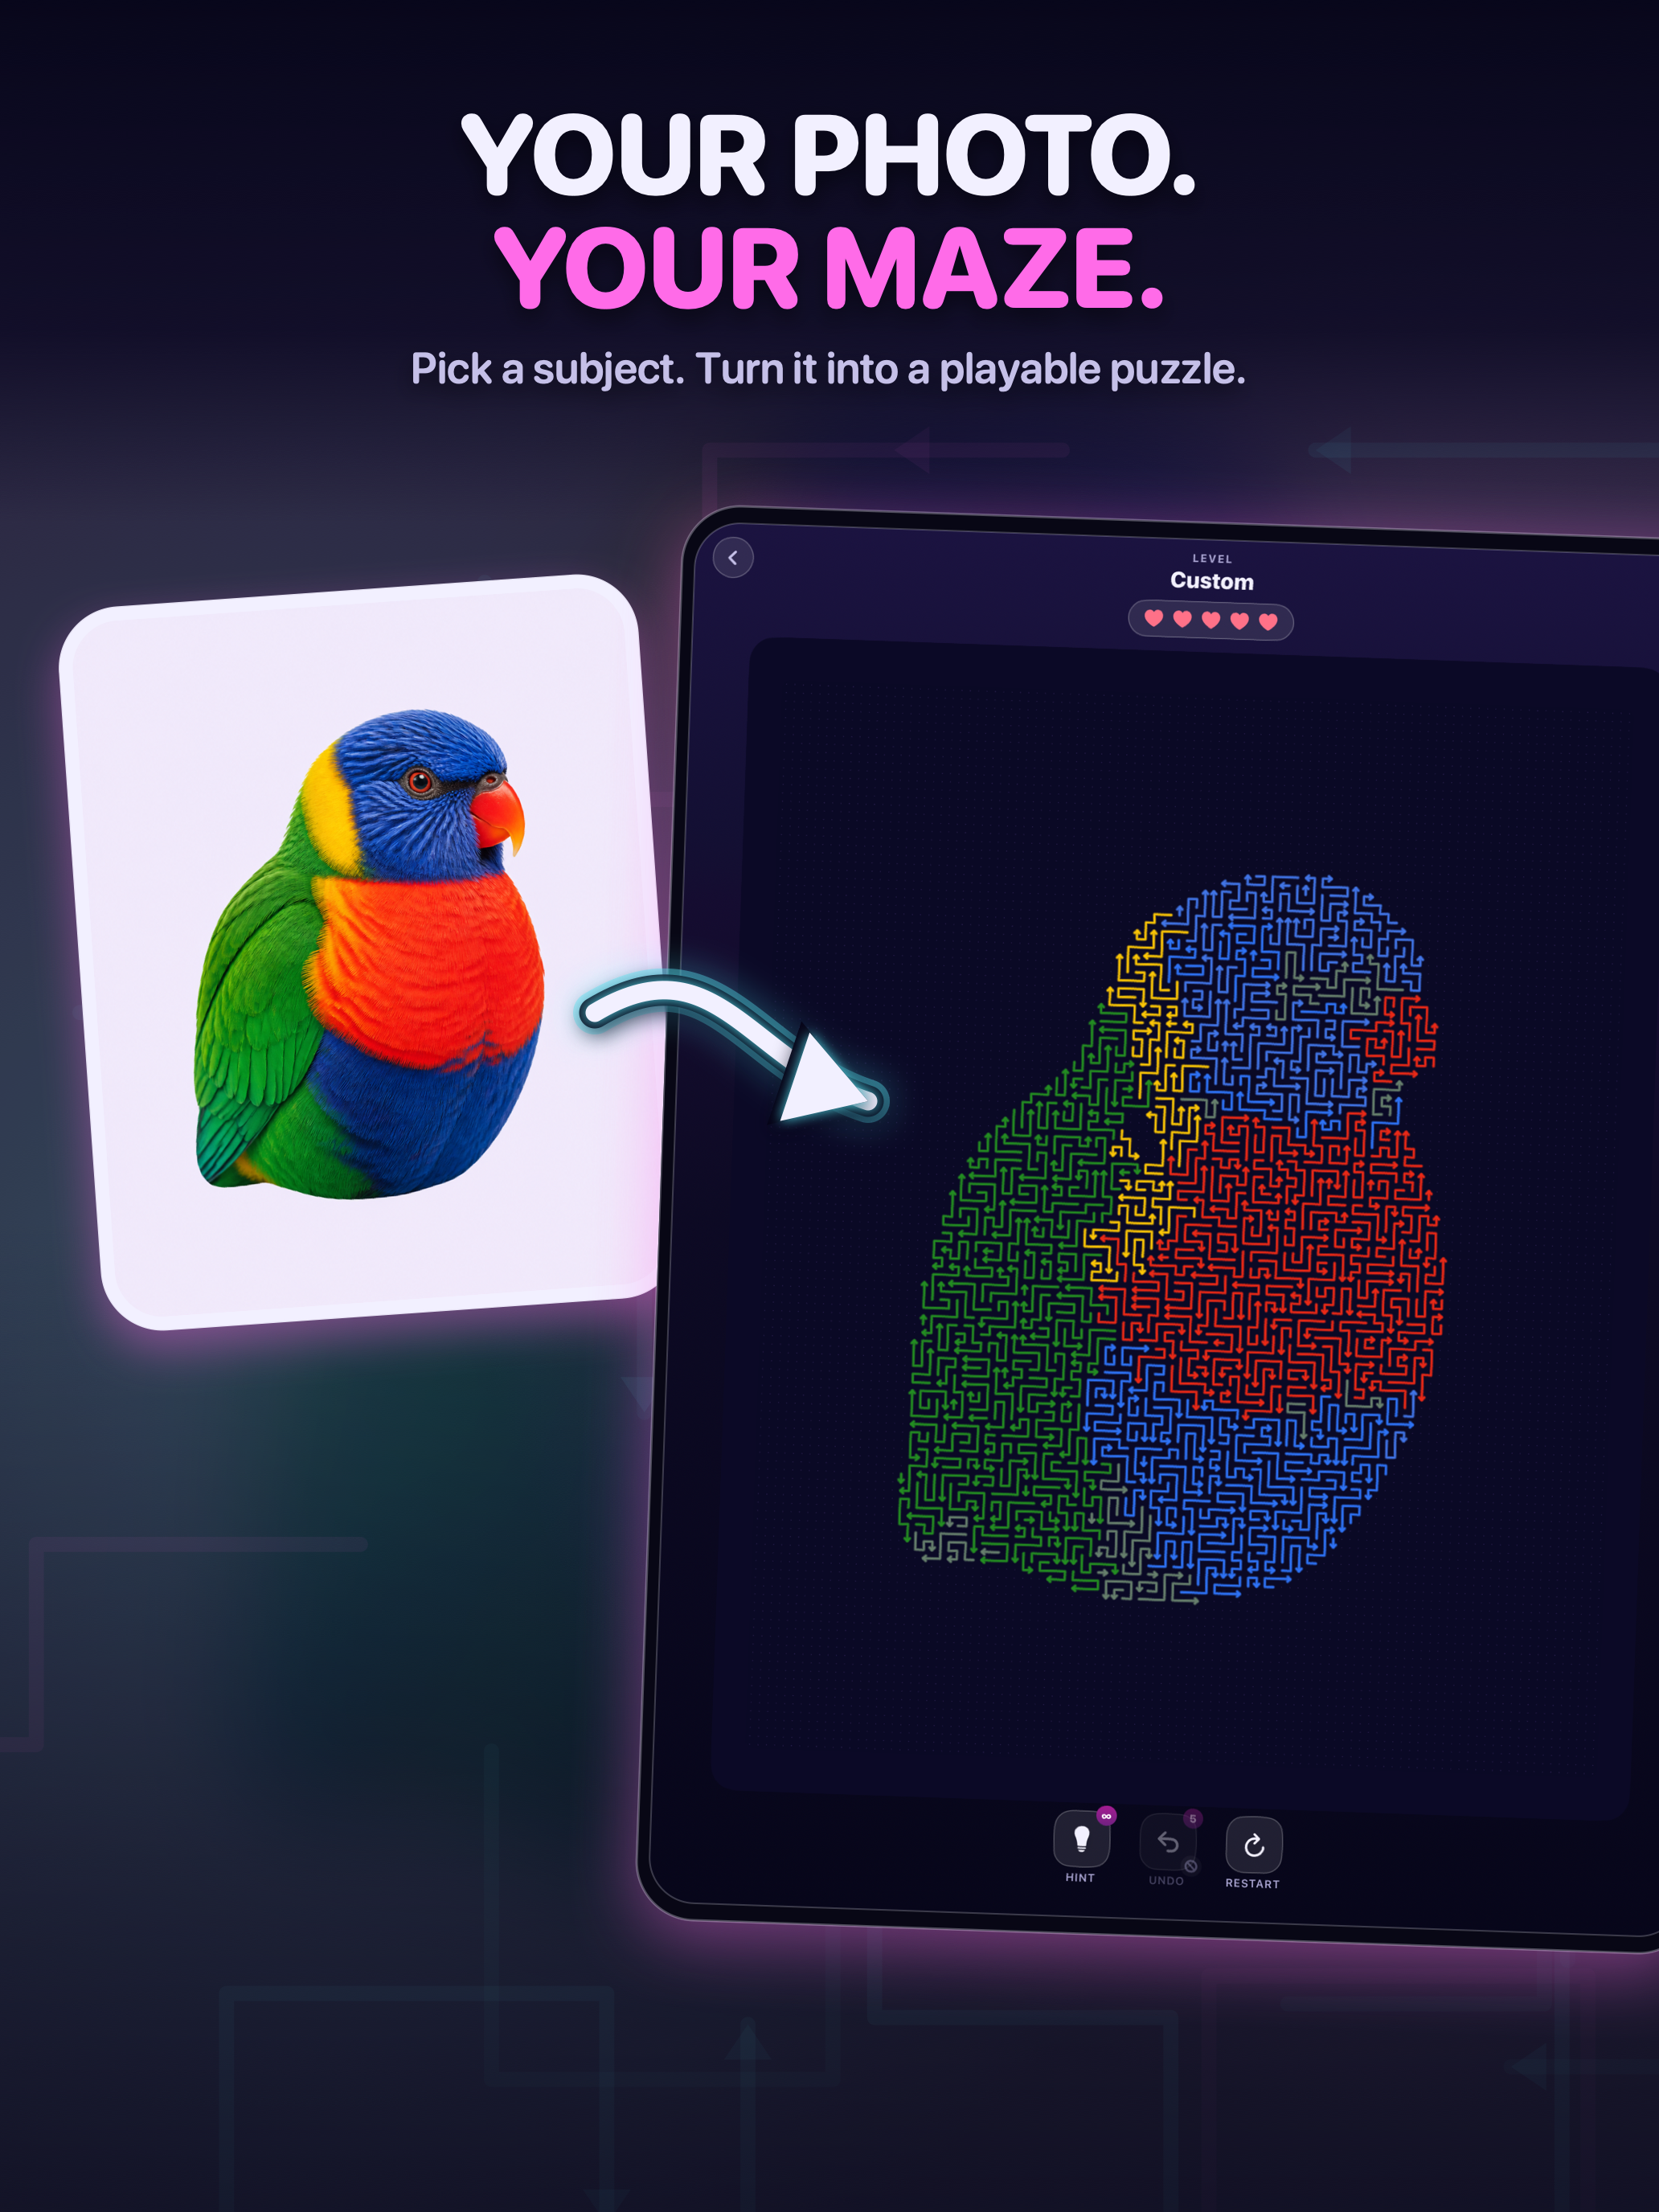 YOUR PHOTO.
YOUR MAZE.
Pick a subject. Turn it into a playable puzzle.
LEVEL
Custom
∞
5
HINT
UNDO
RESTART